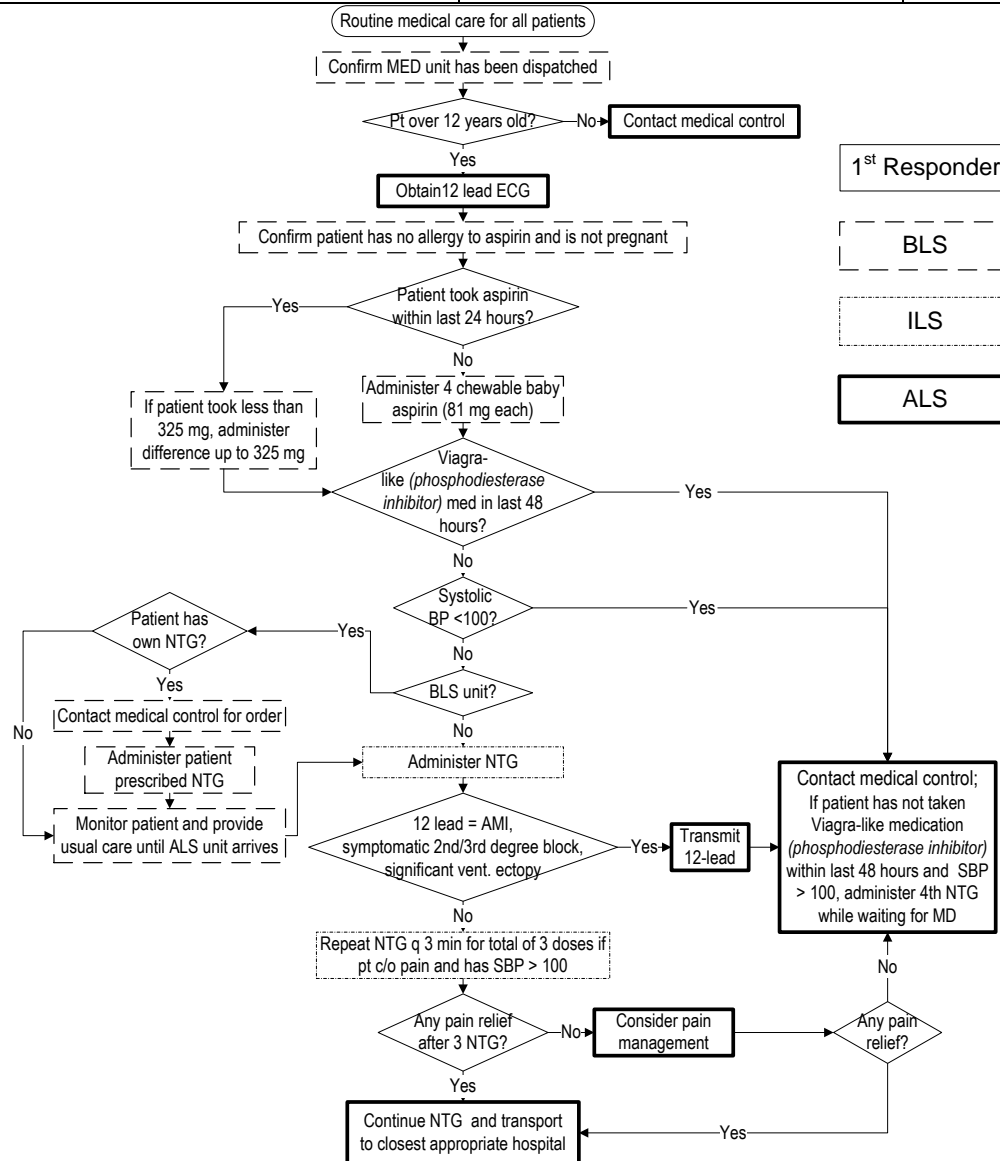 Routine medical care for all patients
Confirm MED unit has been dispatched
Pt over 12 years old?
No
Contact medical control
Yes
1st Responder
Obtain12 lead ECG
Confirm patient has no allergy to aspirin and is not pregnant
BLS
Yes
Patient took aspirin
within last 24 hours?
ILS
No
Administer 4 chewable baby
aspirin (81 mg each)
ALS
If patient took less than
325 mg, administer
difference up to 325 mg
Viagra-
like (phosphodiesterase
inhibitor) med in last 48
hours?
Yes
No
Systolic
BP <100?
Yes
Patient has
own NTG?
Yes
No
BLS unit?
Yes
Contact medical control for order
No
No
Administer patient
prescribed NTG
Administer NTG
Monitor patient and provide
usual care until ALS unit arrives
12 lead = AMI,
symptomatic 2nd/3rd degree block,
significant vent. ectopy
Yes
Transmit
12-lead
Contact medical control;
If patient has not taken
Viagra-like medication
(phosphodiesterase inhibitor)
within last 48 hours and SBP
> 100, administer 4th NTG
while waiting for MD
No
Repeat NTG q 3 min for total of 3 doses if
pt c/o pain and has SBP > 100
No
Any pain relief
after 3 NTG?
No
Consider pain
management
Any pain
relief?
Yes
Continue NTG and transport
to closest appropriate hospital
Yes